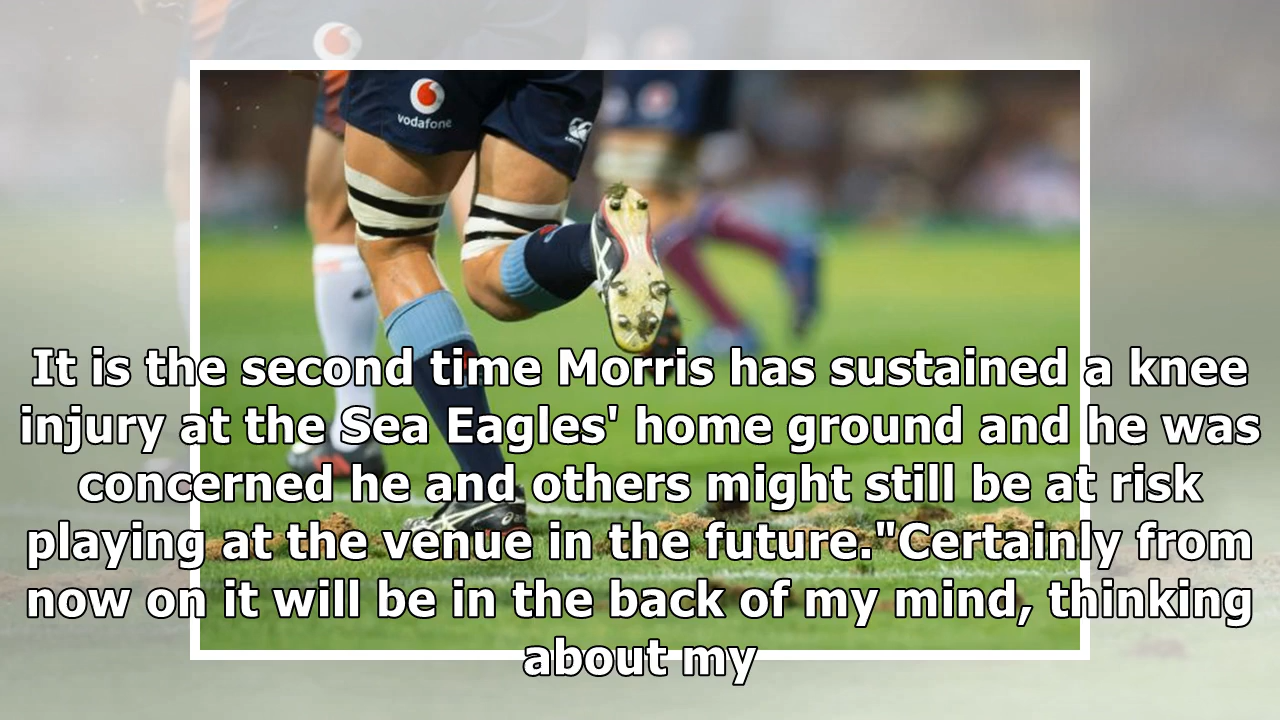 vodafone
It is the second time Morris has sustained a knee
injury at the Sea Eagles' home ground and he was
concerned he and others might still be at risk
playing at the venue in the future."Certainly from
now on it will be in the back of my mind, thinking
about my